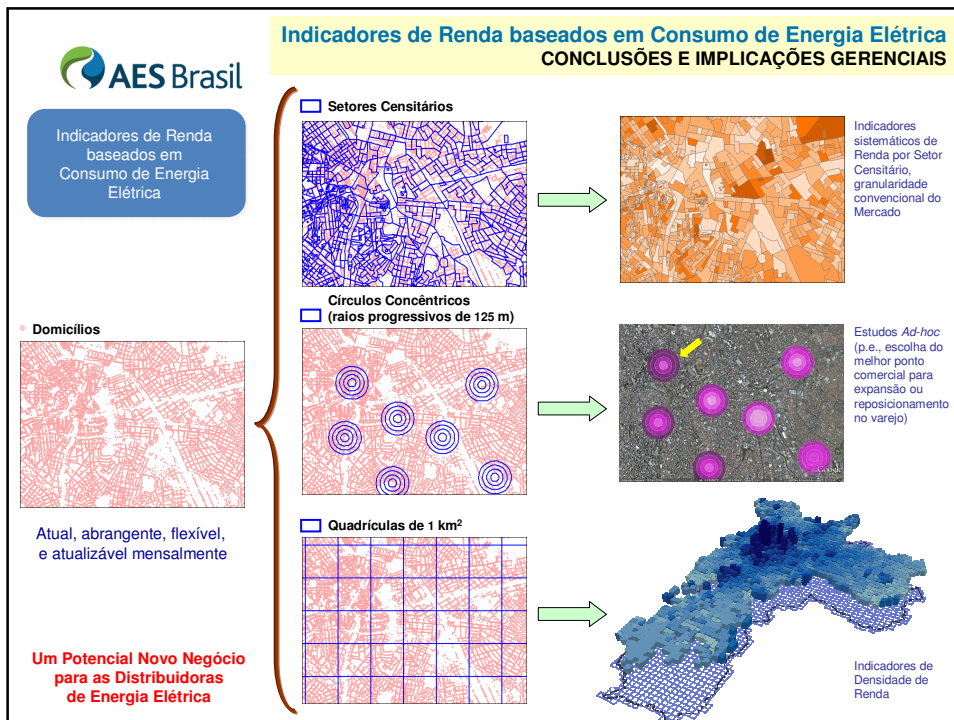 Indicadores de Renda baseados em Consumo de Energia Elétrica
CONCLUSÕES E IMPLICAÇÕES GERENCIAIS
AES Brasil
Indicadores de Renda
baseados em
Consumo de Energia
Elétrica
Domicílios
Atual, abrangente, flexível,
e atualizável mensalmente
Um Potencial Novo Negócio
para as Distribuidoras
de Energia Elétrica
Setores Censitários
Indicadores
sistemáticos de
Renda por Setor
Censitário,
granularidade
convencional do
Mercado
Círculos Concêntricos
(raios progressivos de 125 m)
Estudos Ad-hoc
(p.e., escolha do
melhor ponto
comercial para
expansão ou
reposicionamento
no varejo)
Google
Quadrículas de 1 km²
Indicadores de
Densidade de
Renda